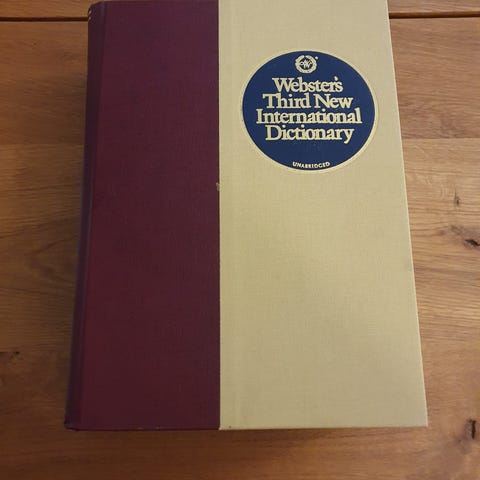 Webster's
Third New
International
Dictionary
UNABRIDGED